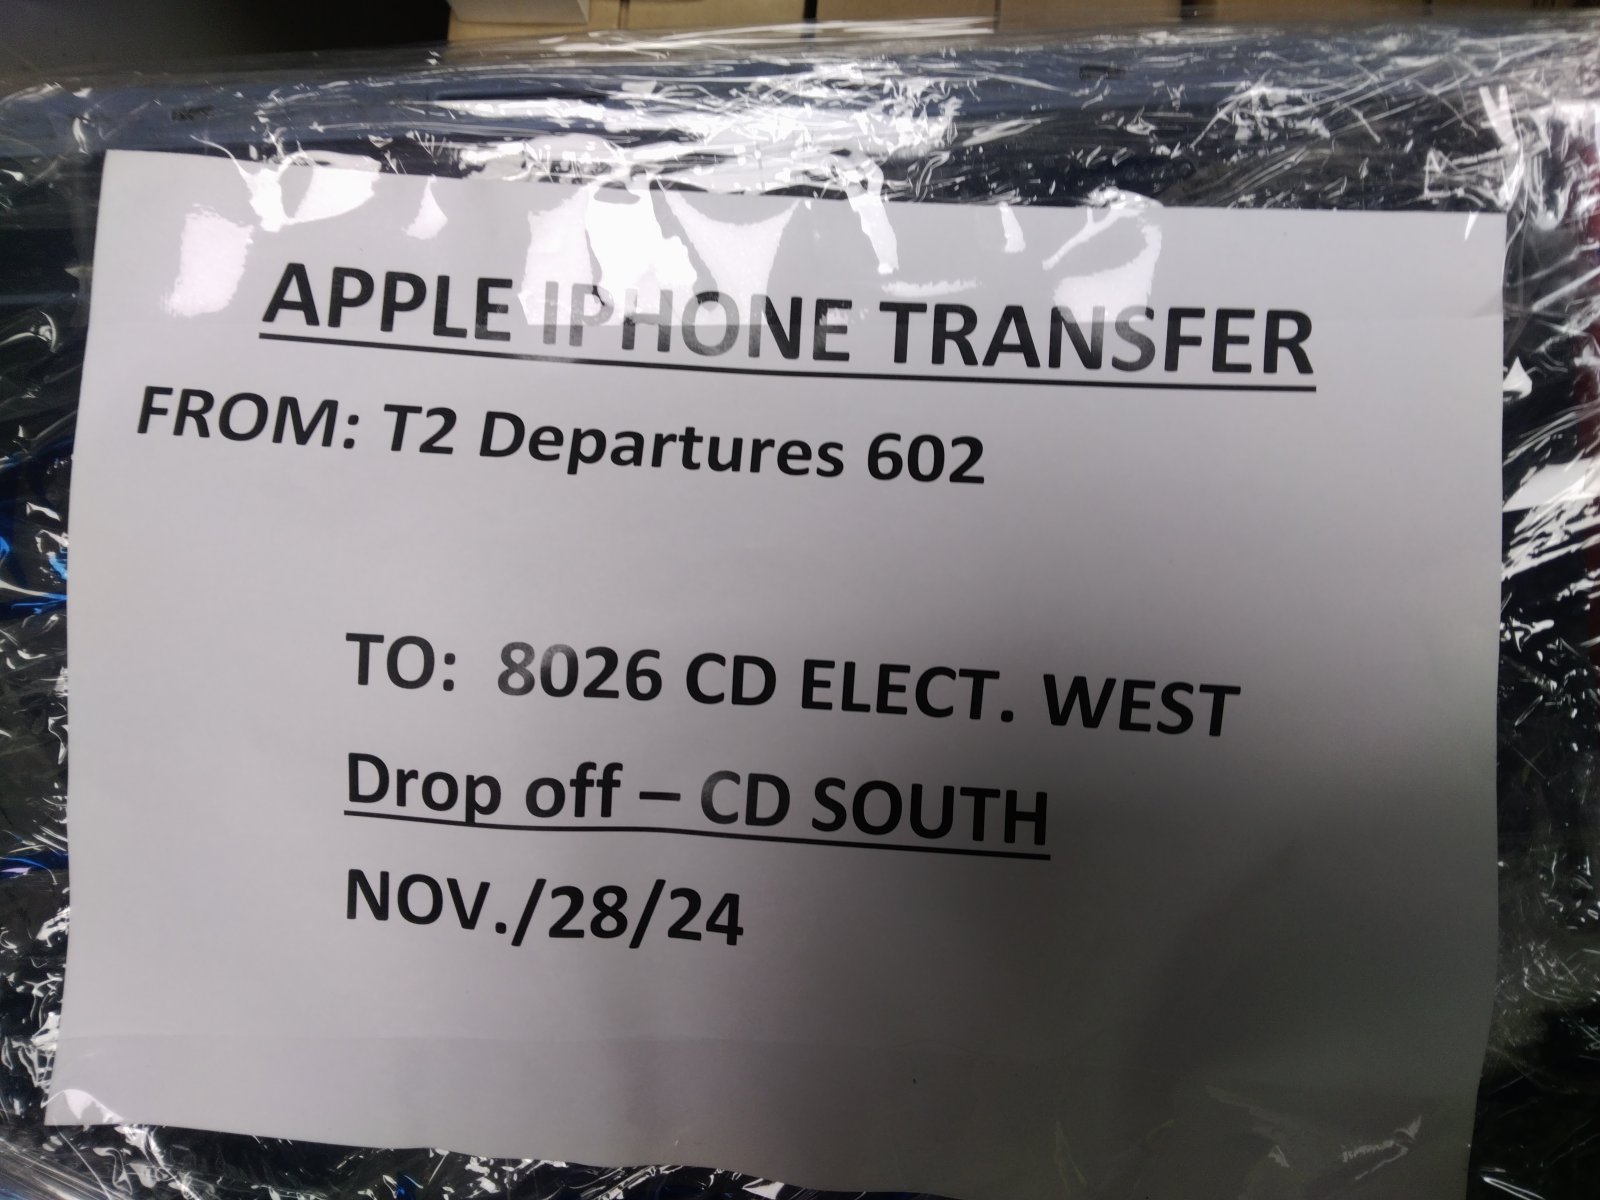 APPLE IPHONE TRANSFER
FROM: T2 Departures 602
TO: 8026 CD ELECT. WEST
Drop off – CD SOUTH
NOV./28/24